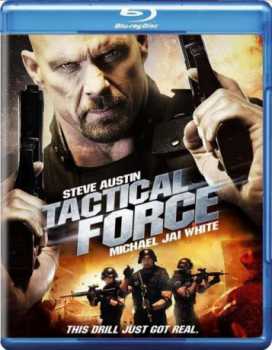 Blu-ray Disc
STEVE AUSTIN
TACTICAL
FORCE
MICHAEL JAI WHITE
THIS DRILL JUST GOT REAL.